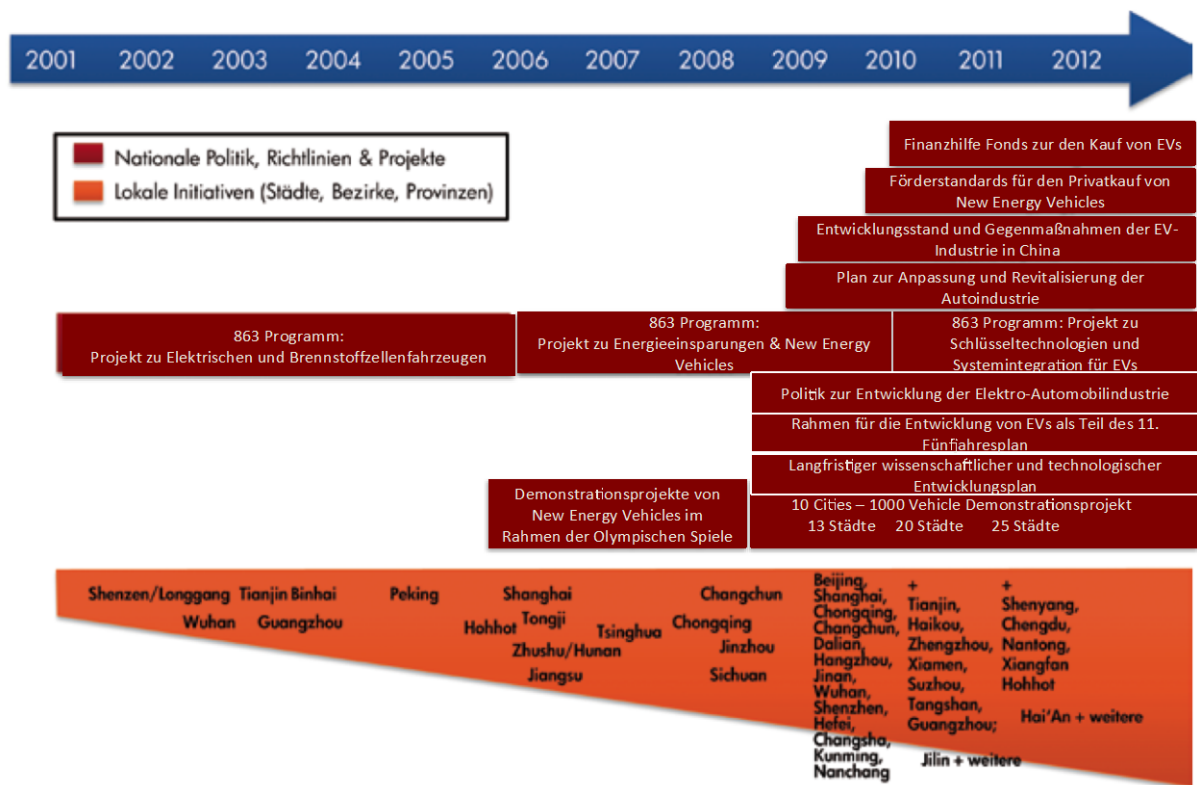 2001 2002 2003 2004 2005 2006 2007 2008 2009 2010 2011 2012
Nationale Politik, Richtlinien & Projekte
Lokale Initiativen (Städte, Bezirke, Provinzen)
Finanzhilfe Fonds zur den Kauf von EVs
Förderstandards für den Privatkauf von
New Energy Vehicles
Entwicklungsstand und Gegenmaßnahmen der EV-
Industrie in China
Plan zur Anpassung und Revitalisierung der
Autoindustrie
863 Programm:
Projekt zu Elektrischen und Brennstoffzellenfahrzeugen
863 Programm:
Projekt zu Energieeinsparungen & New Energy
Vehicles
863 Programm: Projekt zu
Schlüsseltechnologien und
Systemintegration für EVs
Politik zur Entwicklung der Elektro-Automobilindustrie
Rahmen für die Entwicklung von EVs als Teil des 11.
Fünfjahresplan
Langfristiger wissenschaftlicher und technologischer
Entwicklungsplan
Demonstrationsprojekte von
New Energy Vehicles im
Rahmen der Olympischen Spiele
10 Cities – 1000 Vehicle Demonstrationsprojekt
13 Städte 20 Städte 25 Städte
Shenzen/Longgang
Wuhan
Tianjin Binhai
Guangzhou
Peking
Shanghai
Hohhot
Tongji
Tsinghua
Zhushu/Hunan
Jiangsu
Changchun
Chongqing
Jinzhou
Sichuan
Beijing,
Shanghai,
Chongqing,
Changchun,
Dalian,
Hangzhou,
Jinan,
Wuhan,
Shenzhen,
Hefei,
Changsha,
Kunming,
Nanchang
+
Tianjin,
Haikou,
Zhengzhou,
Xiamen,
Suzhou,
Tangshan,
Guangzhou;
Jilin + weitere
+
Shenyang,
Chengdu,
Nantong,
Xiangfan
Hohhot
Hai'An + weitere